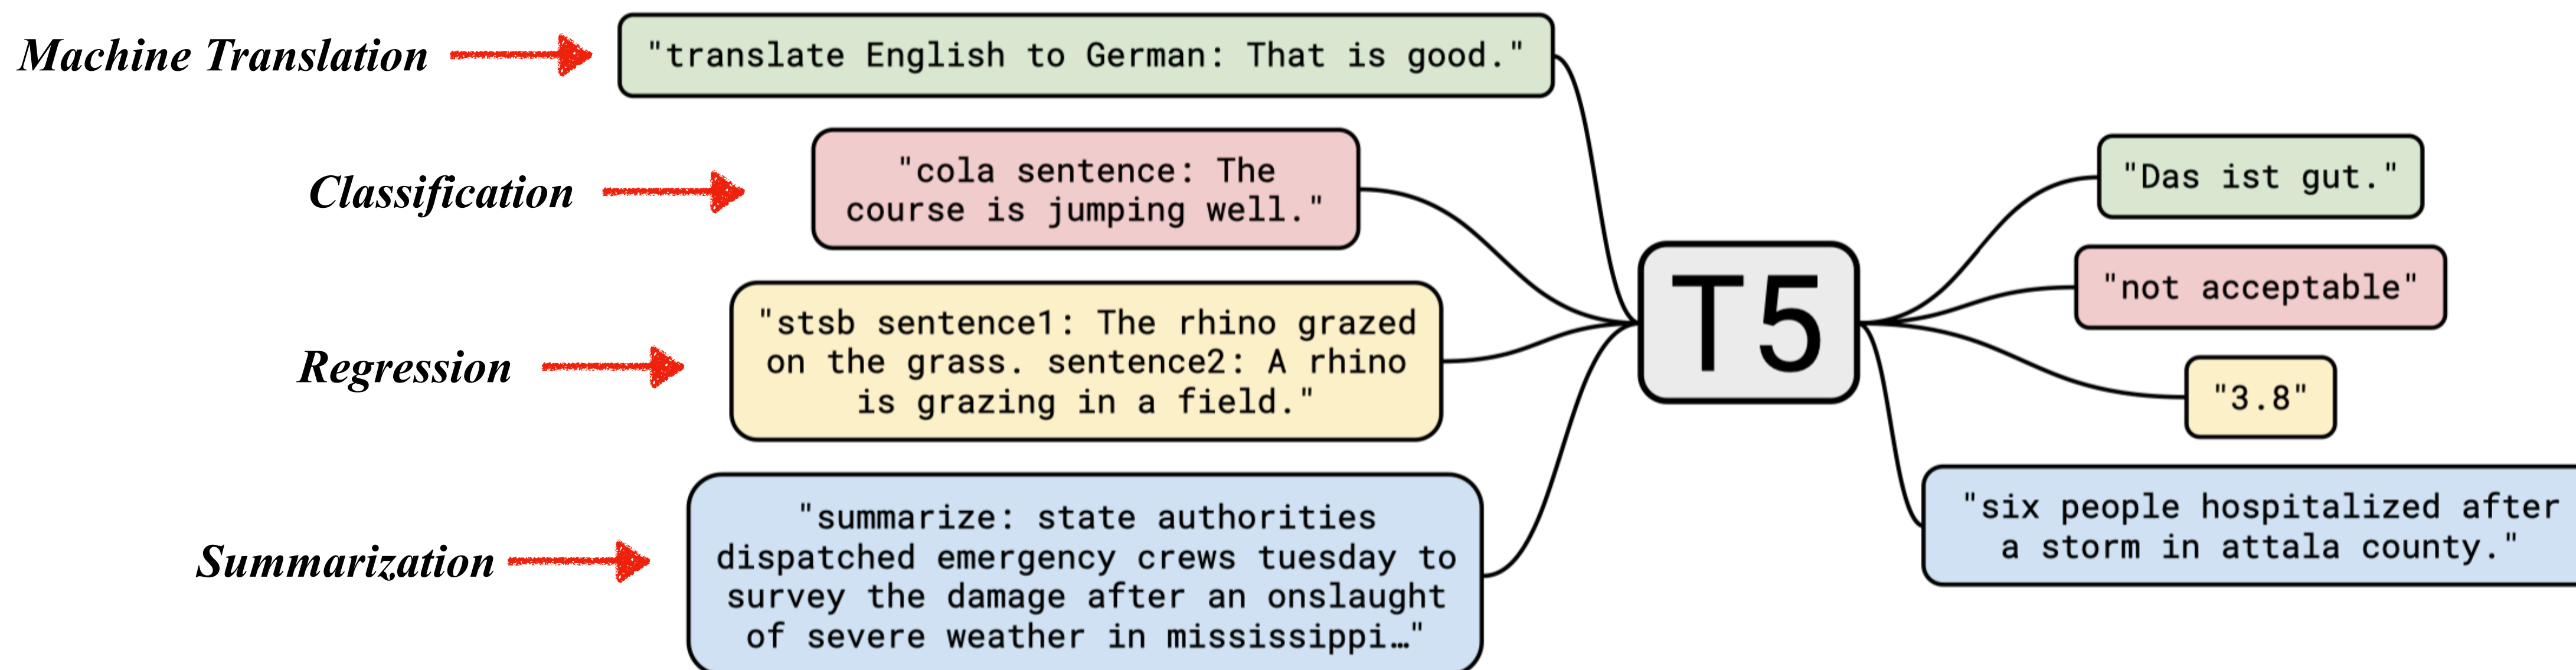 Machine Translation
"translate English to German: That is good."
Classification
"cola sentence: The
course is jumping well."
Regression
"stsb sentence1: The rhino grazed
on the grass. sentence2: A rhino
is grazing in a field."
Summarization
"summarize: state authorities
dispatched emergency crews tuesday to
survey the damage after an onslaught
of severe weather in mississippi…"
T5
"Das ist gut."
"not acceptable"
"3.8"
"six people hospitalized after
a storm in attala county."